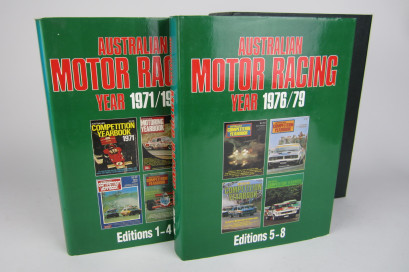 AUSTRALIAN
MOTOR RAC
YEAR 1971/19
COMPETITION
YEARBOOK
1971
Editions 1-4
AUSTRALIAN
MOTOR RACING
YEAR 1976/79
Editions 5-8